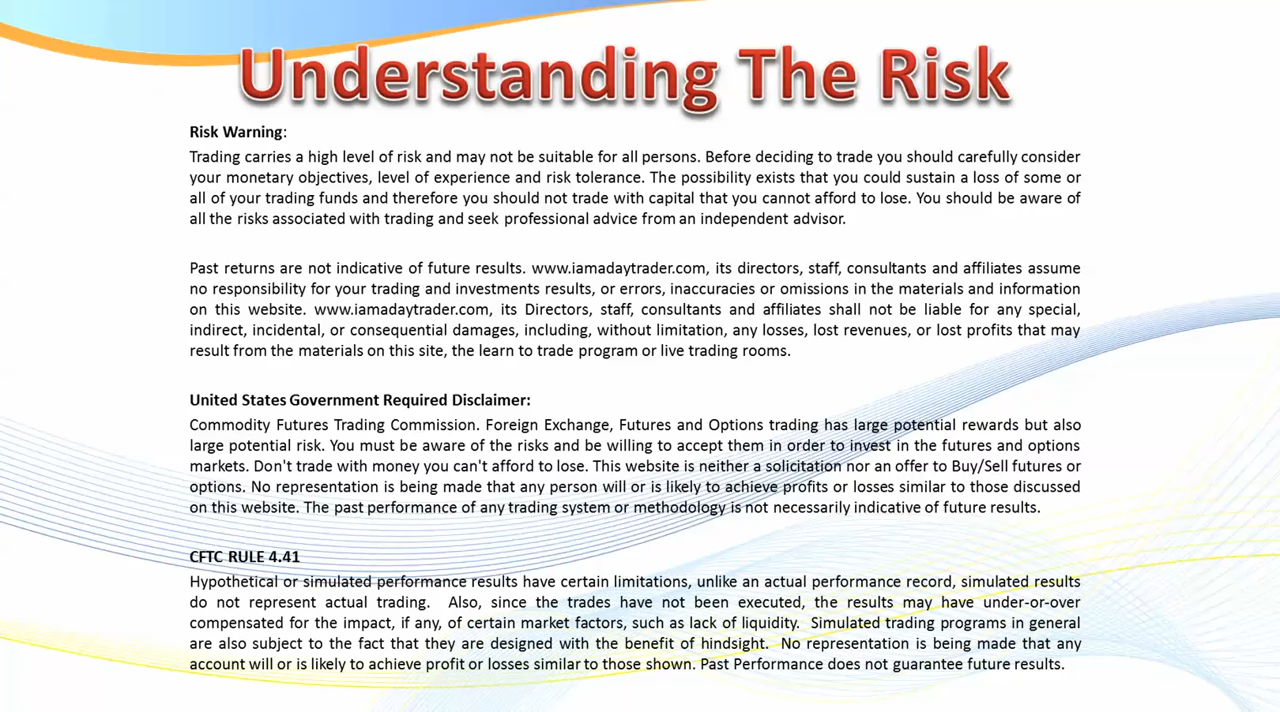 Understanding The Risk
Risk Warning:
Trading carries a high level of risk and may not be suitable for all persons. Before deciding to trade you should carefully consider
your monetary objectives, level of experience and risk tolerance. The possibility exists that you could sustain a loss of some or
all of your trading funds and therefore you should not trade with capital that you cannot afford to lose. You should be aware of
all the risks associated with trading and seek professional advice from an independent advisor.
Past returns are not indicative of future results. www.iamadaytrader.com, its directors, staff, consultants and affiliates assume
no responsibility for your trading and investments results, or errors, inaccuracies or omissions in the materials and information
on this website. www.iamadaytrader.com, its Directors, staff, consultants and affiliates shall not be liable for any special,
indirect, incidental, or consequential damages, including, without limitation, any losses, lost revenues, or lost profits that may
result from the materials on this site, the learn to trade program or live trading rooms.
United States Government Required Disclaimer:
Commodity Futures Trading Commission. Foreign Exchange, Futures and Options trading has large potential rewards but also
large potential risk. You must be aware of the risks and be willing to accept them in order to invest in the futures and options
markets. Don't trade with money you can't afford to lose. This website is neither a solicitation nor an offer to Buy/Sell futures or
options. No representation is being made that any person will or is likely to achieve profits or losses similar to those discussed
on this website. The past performance of any trading system or methodology is not necessarily indicative of future results.
CFTC RULE 4.41
Hypothetical or simulated performance results have certain limitations, unlike an actual performance record, simulated results
do not represent actual trading. Also, since the trades have not been executed, the results may have under-or-over
compensated for the impact, if any, of certain market factors, such as lack of liquidity. Simulated trading programs in general
are also subject to the fact that they are designed with the benefit of hindsight. No representation is being made that any
account will or is likely to achieve profit or losses similar to those shown. Past Performance does not guarantee future results.